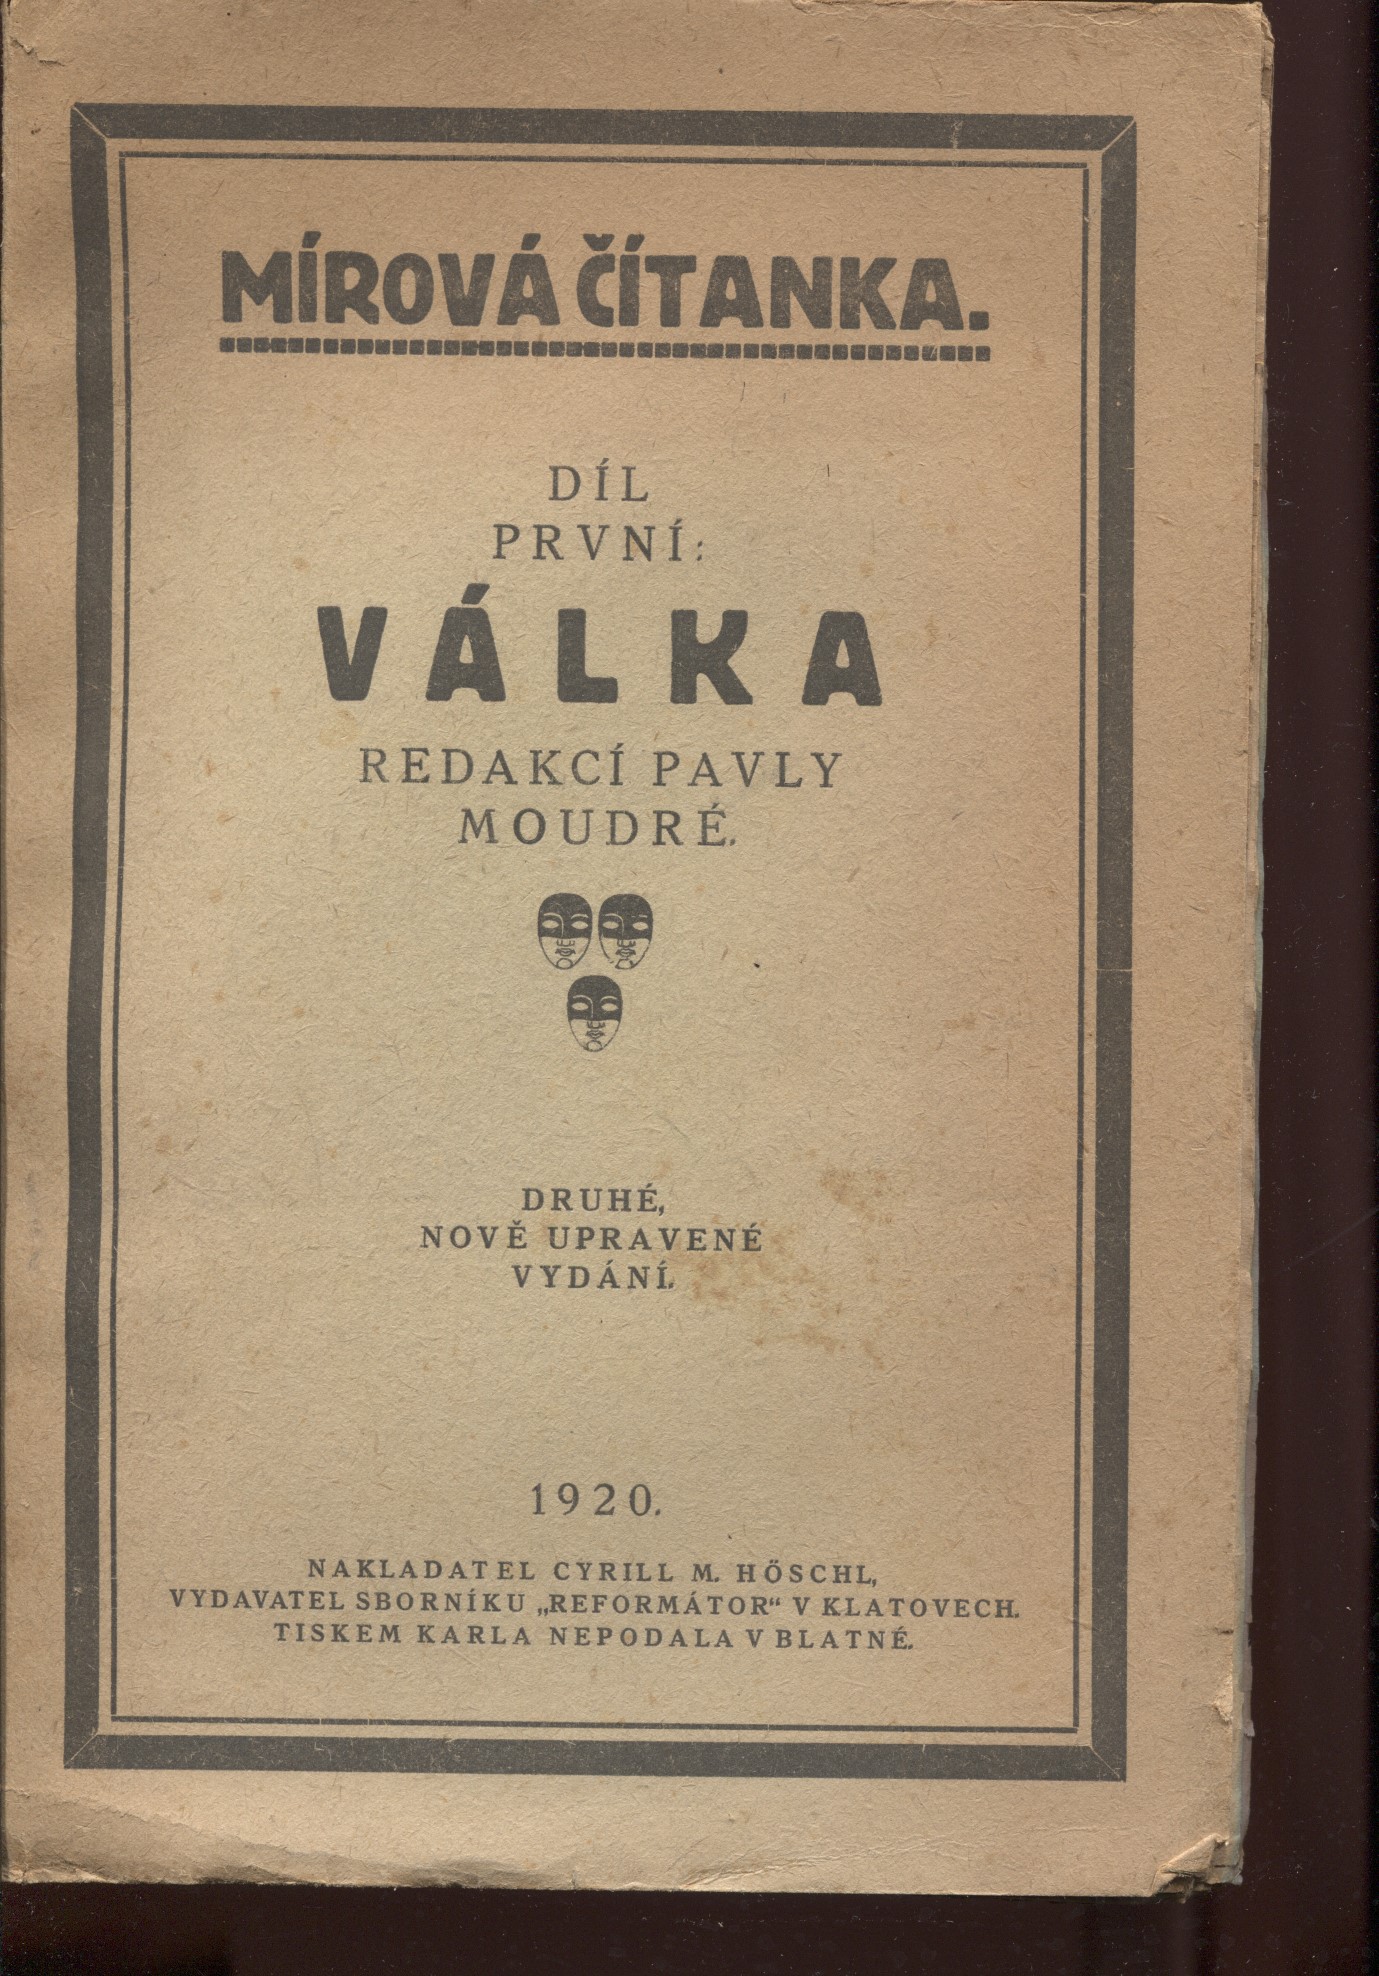 MÍROVÁ ČÍTANKA.
DÍL
PRVNÍ:
VÁLKA
REDAKCÍ PAVLY
MOUDRÉ.
DRUHÉ,
NOVĚ UPRAVENÉ
VYDÁNÍ.
1920.
NAKLADATEL CYRILL M. HÖSCHL,
VYDAVATEL SBORNÍKU „REFORMÁTOR“ V KLATOVECH.
TISKEM KARLA NEPODALA V BLATNÉ.